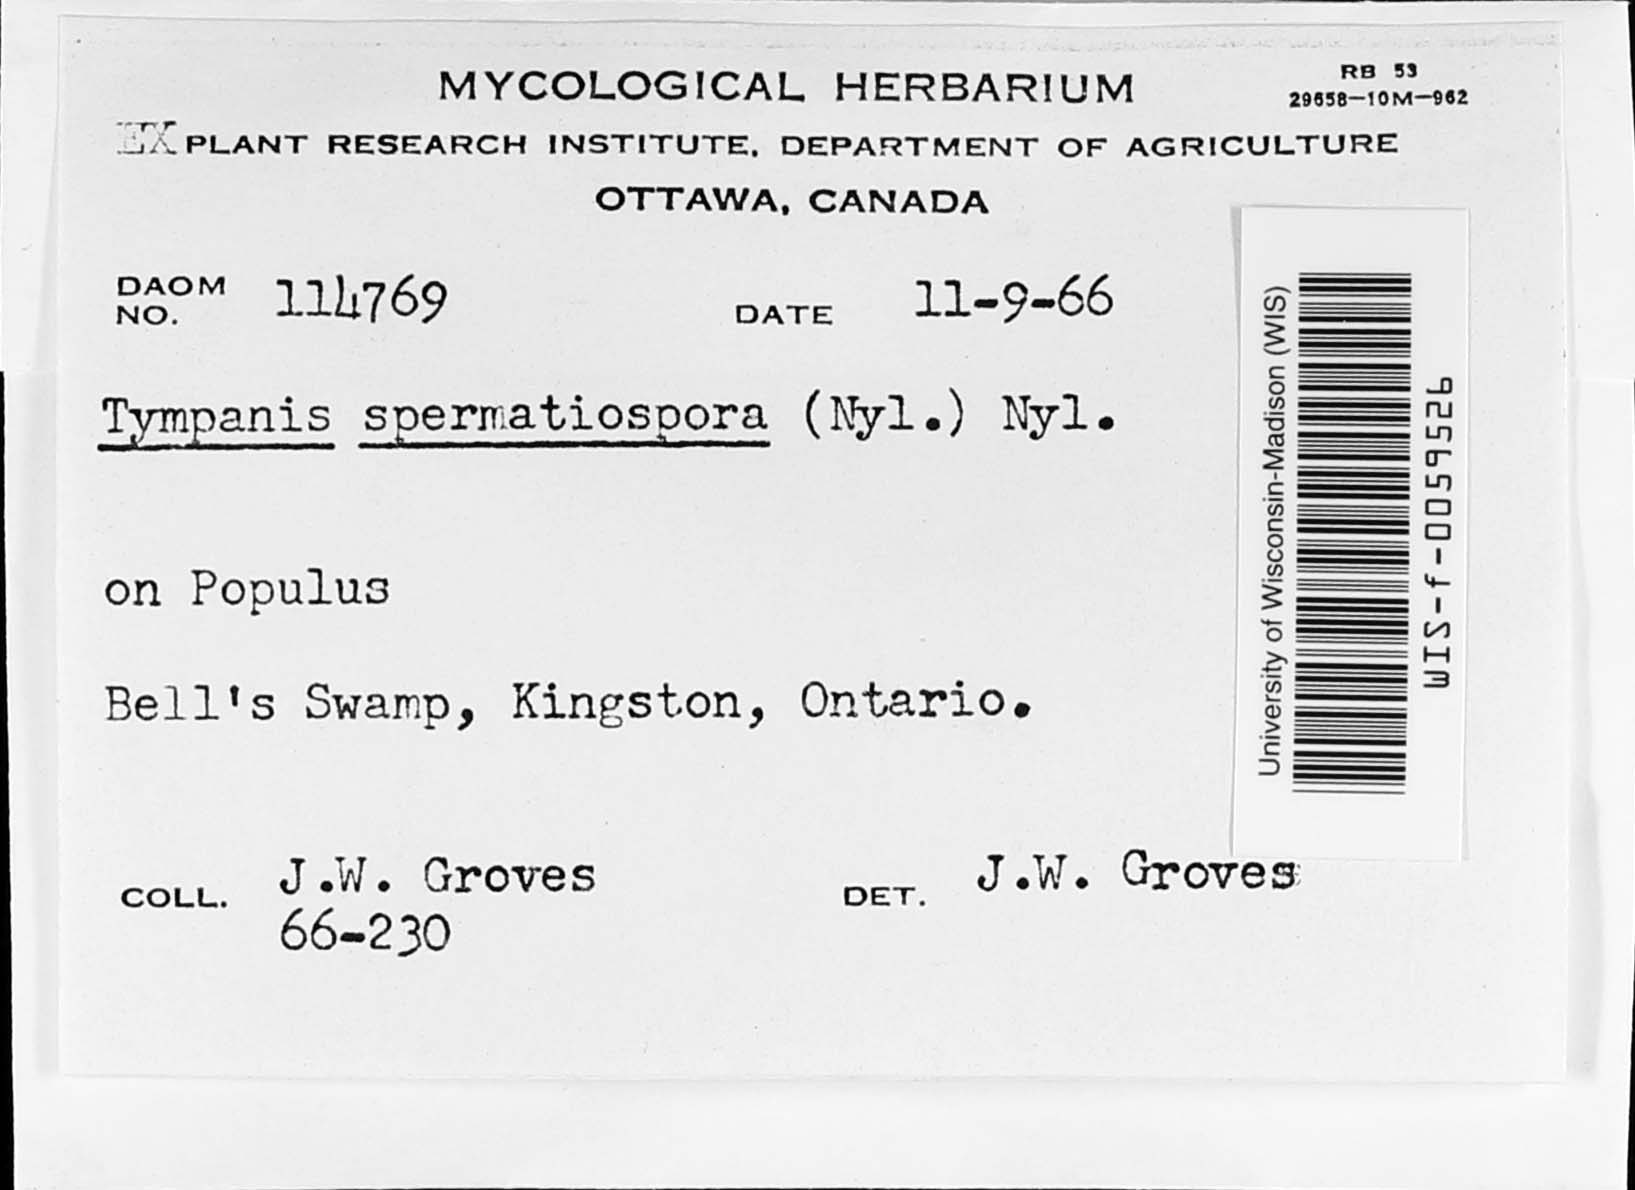 RB 53
29658-10M-962
MYCOLOGICAL HERBARIUM
EX PLANT RESEARCH INSTITUTE, DEPARTMENT OF AGRICULTURE
OTTAWA, CANADA
DAOM NO. 114769 DATE 11-9-66
Tympanis spermatiospora (Nyl.) Nyl.
on Populus
Bell's Swamp, Kingston, Ontario.
COLL. J.W. Groves DET. J.W. Groves
66-230
University of Wisconsin-Madison (WIS)
WIS-f-0059526